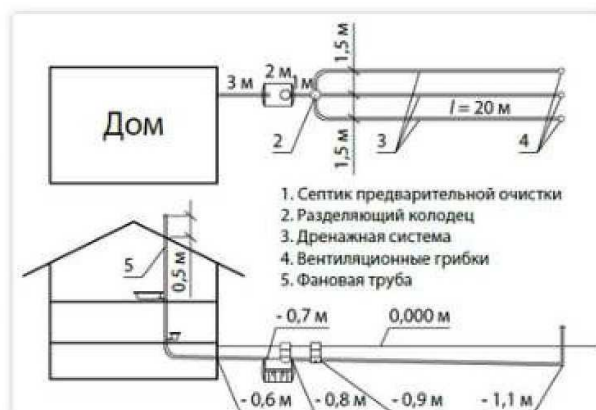 1,5 м
2 м
3 м
1 м
Дом
l = 20 м
2
3
4
1,5 м
1. Септик предварительной очистки
2. Разделяющий колодец
3. Дренажная система
4. Вентиляционные грибки
5. Фановая труба
5
0,5 м
- 0,7 м
0,000 м
- 0,6 м
- 0,8 м
- 0,9 м
- 1,1 м